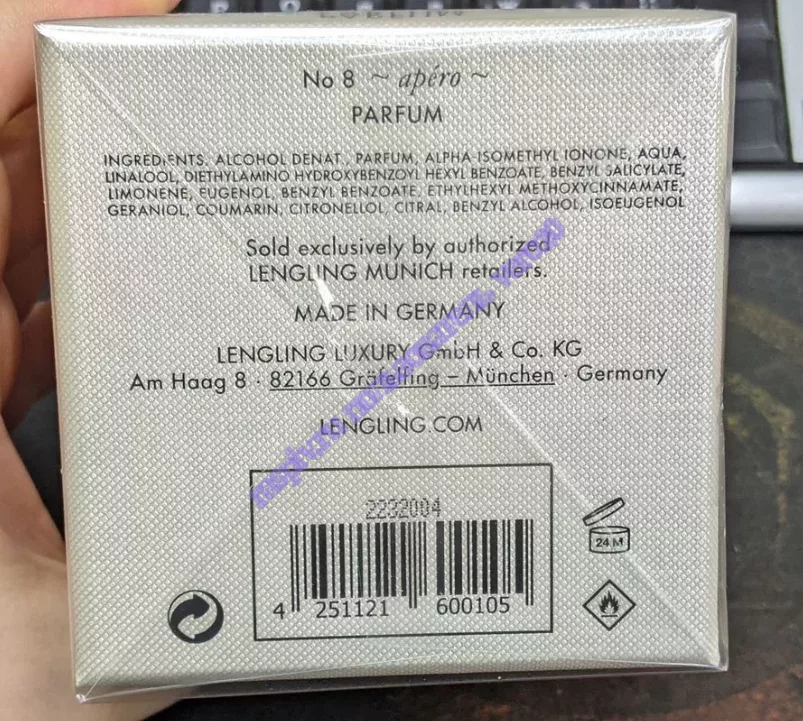 No 8 ~ apéro ~
PARFUM
INGREDIENTS. ALCOHOL DENAT., PARFUM, ALPHA-ISOMETHYL IONONE, AQUA,
LINALOOL, DIETHYLAMINO HYDROXYBENZOYL HEXYL BENZOATE, BENZYL SALICYLATE,
LIMONENE, EUGENOL, BENZYL BENZOATE, ETHYLHEXYL METHOXYCINNAMATE,
GERANIOL, COUMARIN, CITRONELLOL, CITRAL, BENZYL ALCOHOL, ISOEUGENOL
Sold exclusively by authorized
LENGLING MUNICH retailers.
MADE IN GERMANY
LENGLING LUXURY GmbH & Co. KG
Am Haag 8 · 82166 Gräfelfing – München · Germany
LENGLING.COM
2232004
4 251121 600105
24 M